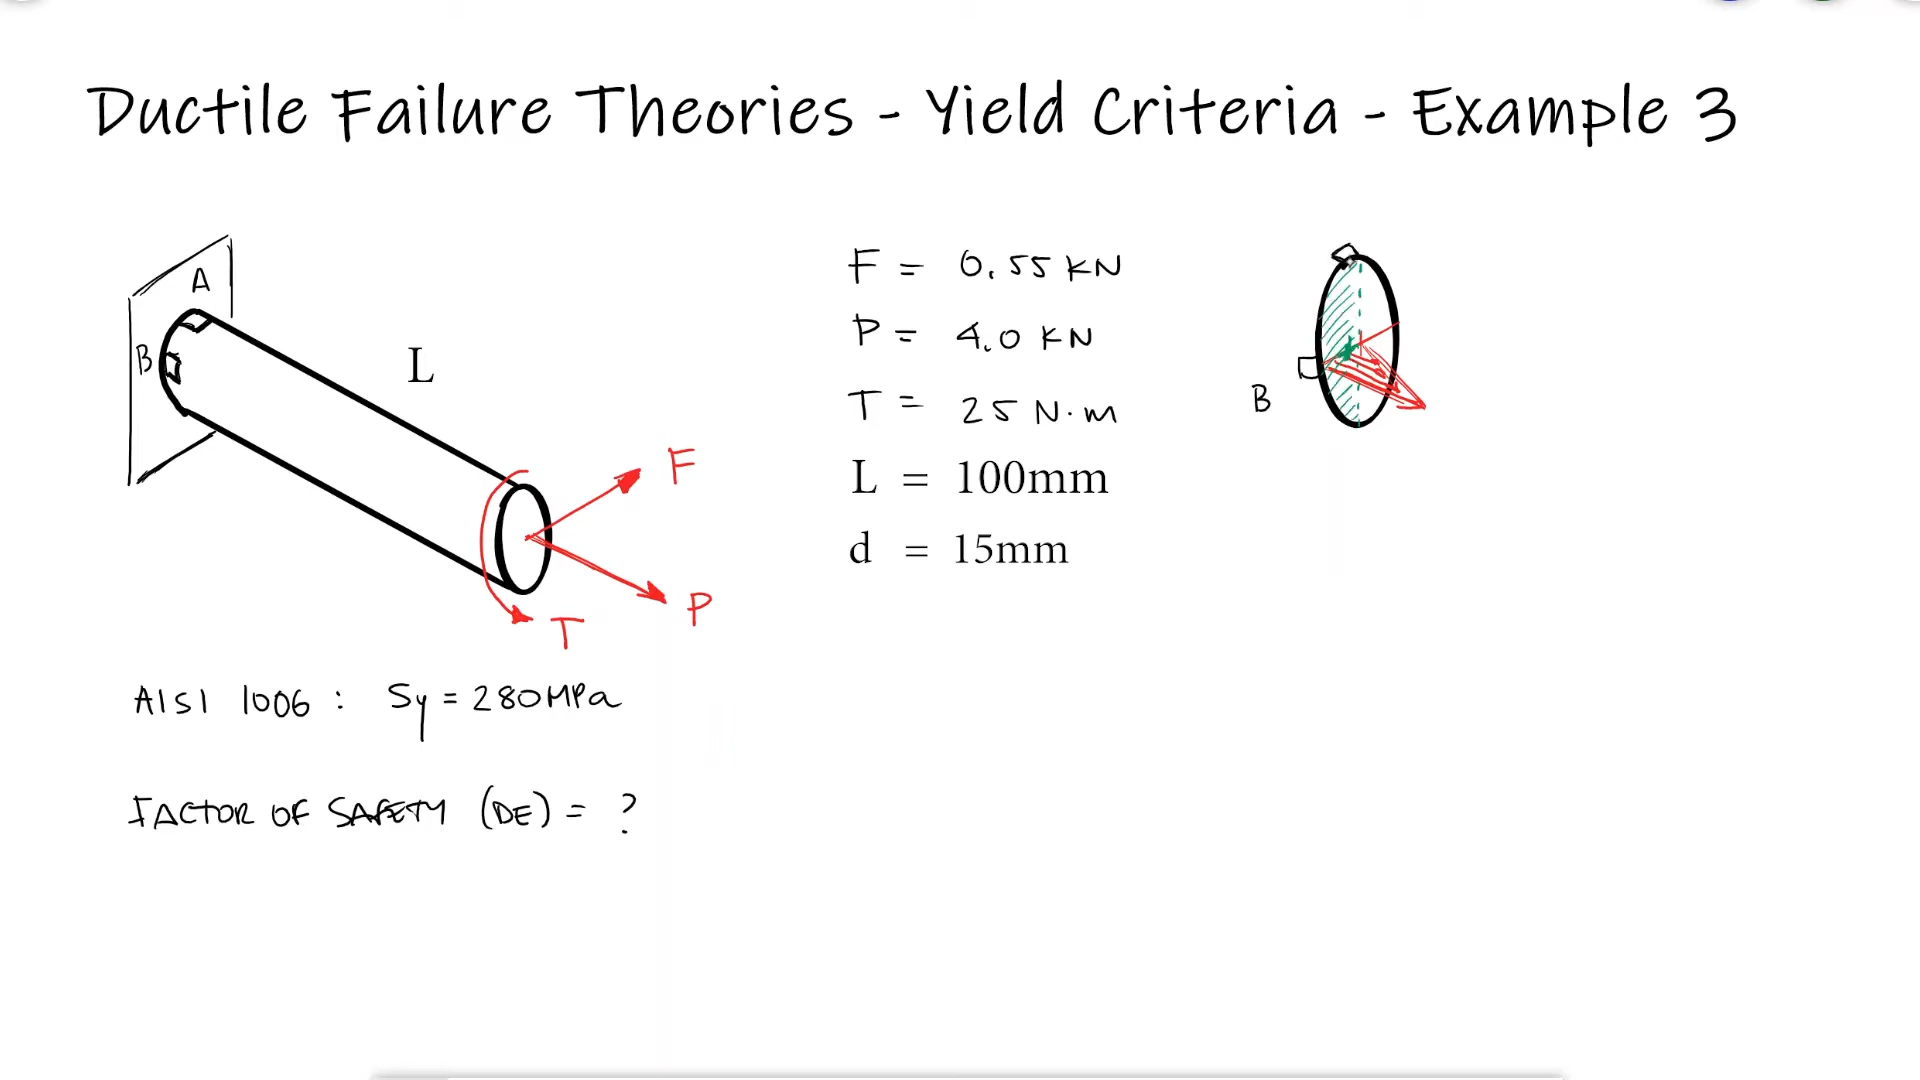 Ductile Failure Theories - Yield Criteria - Example 3
A
B
L
F
P
T
F = 0.55 KN
P = 4.0 KN
T = 25 N·m
L = 100mm
d = 15mm
B
AISI 1006 : Sy = 280MPa
FACTOR OF SAFETY (DE) = ?